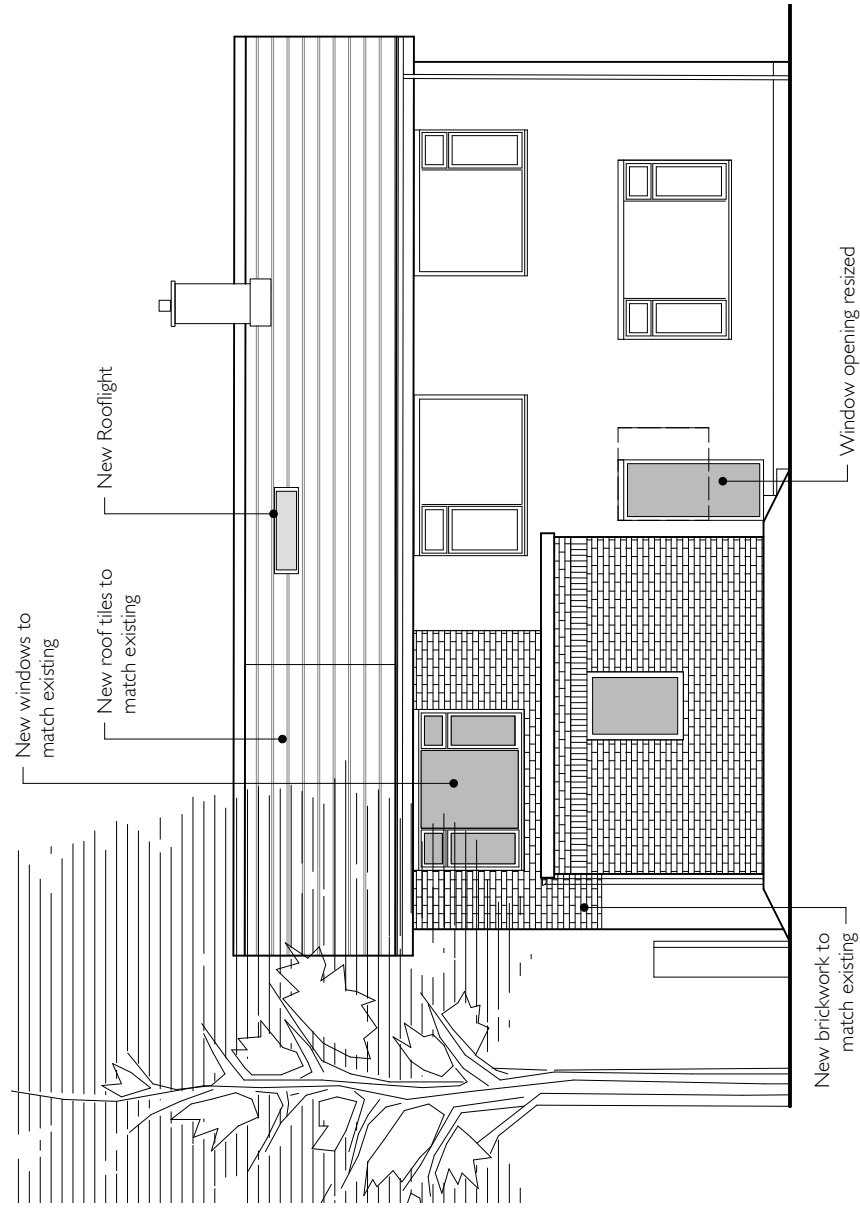 New windows to
match existing
New roof tiles to
match existing
New Rooflight
New brickwork to
match existing
Window opening resized